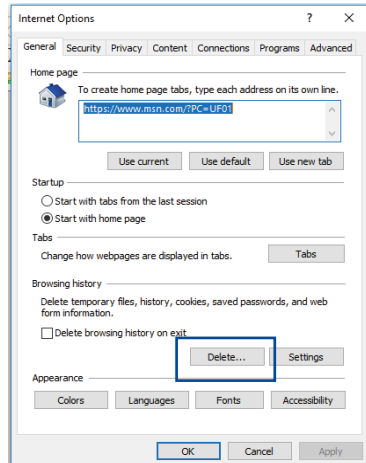 Internet Options ? ×
General Security Privacy Content Connections Programs Advanced
Home page
To create home page tabs, type each address on its own line.
https://www.msn.com/?PC=UF01
Use current Use default Use new tab
Startup
Start with tabs from the last session
Start with home page
Tabs
Change how webpages are displayed in tabs. Tabs
Browsing history
Delete temporary files, history, cookies, saved passwords, and web
form information.
Delete browsing history on exit
Delete... Settings
Appearance
Colors Languages Fonts Accessibility
OK Cancel Apply